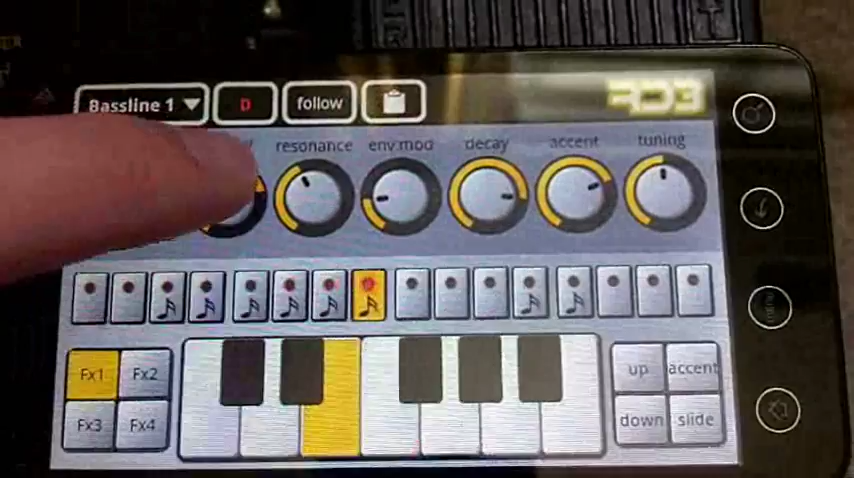 Bassline 1
D
follow
RD3
resonance
env mod
decay
accent
tuning
Fx1
Fx2
up
accent
Fx3
Fx4
down
slide